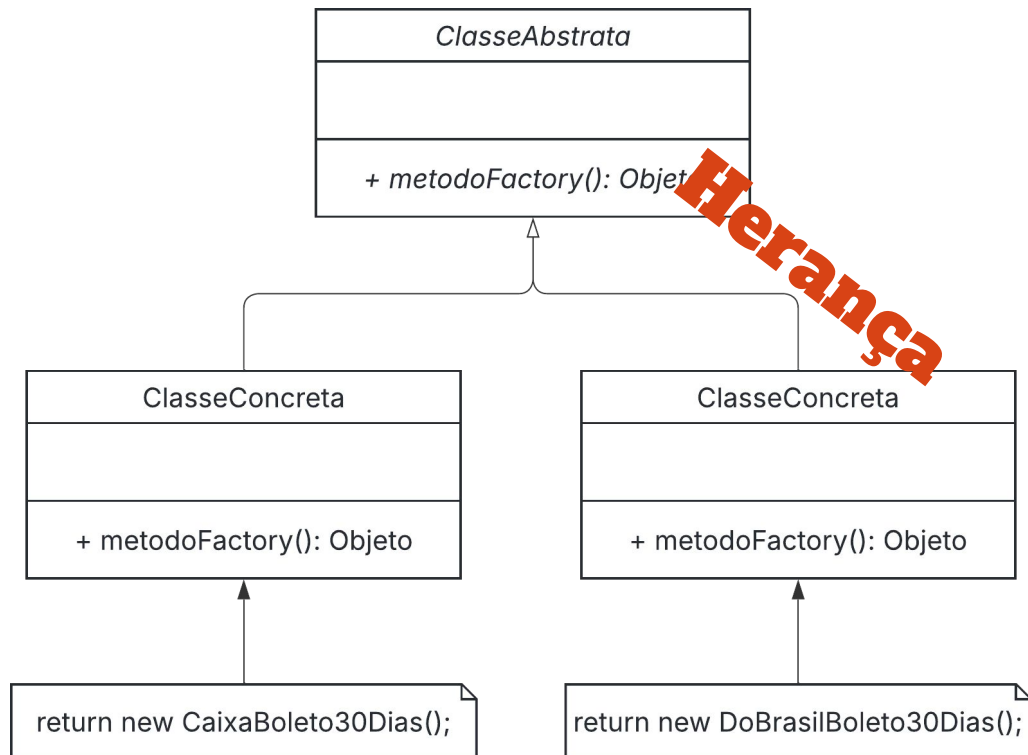 ClasseAbstrata
+ metodoFactory(): Objeto
Herança
ClasseConcreta
ClasseConcreta
+ metodoFactory(): Objeto
+ metodoFactory(): Objeto
return new CaixaBoleto30Dias();
return new DoBrasilBoleto30Dias();